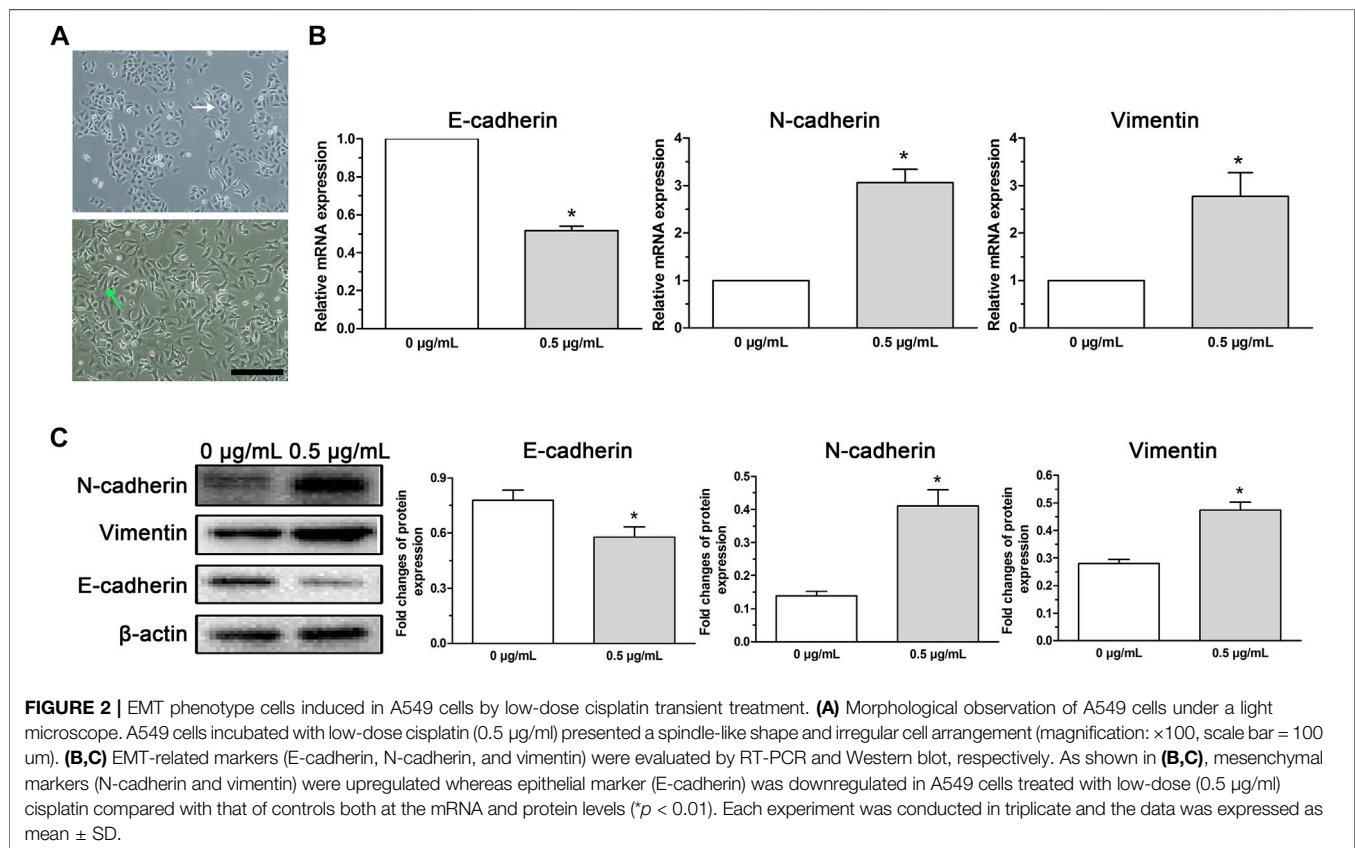 A
B
E-cadherin
N-cadherin
Vimentin
Relative mRNA expression
1.0
0.8
0.6
0.4
0.2
0.0
*
0 µg/mL
0.5 µg/mL
Relative mRNA expression
4
3
2
1
0
*
0 µg/mL
0.5 µg/mL
Relative mRNA expression
4
3
2
1
0
*
0 µg/mL
0.5 µg/mL
C
0 µg/mL 0.5 µg/mL
N-cadherin
Vimentin
E-cadherin
β-actin
E-cadherin
Fold changes of protein
expression
0.9
0.6
0.3
0.0
*
0 µg/mL
0.5 µg/mL
N-cadherin
Fold changes of protein
expression
0.5
0.4
0.3
0.2
0.1
0.0
*
0 µg/mL
0.5 µg/mL
Vimentin
Fold changes of protein
expression
0.6
0.5
0.4
0.3
0.2
0.1
0.0
*
0 µg/mL
0.5 µg/mL
FIGURE 2 | EMT phenotype cells induced in A549 cells by low-dose cisplatin transient treatment. (A) Morphological observation of A549 cells under a light
microscope. A549 cells incubated with low-dose cisplatin (0.5 µg/ml) presented a spindle-like shape and irregular cell arrangement (magnification: ×100, scale bar = 100
um). (B,C) EMT-related markers (E-cadherin, N-cadherin, and vimentin) were evaluated by RT-PCR and Western blot, respectively. As shown in (B,C), mesenchymal
markers (N-cadherin and vimentin) were upregulated whereas epithelial marker (E-cadherin) was downregulated in A549 cells treated with low-dose (0.5 µg/ml)
cisplatin compared with that of controls both at the mRNA and protein levels (*p < 0.01). Each experiment was conducted in triplicate and the data was expressed as
mean ± SD.